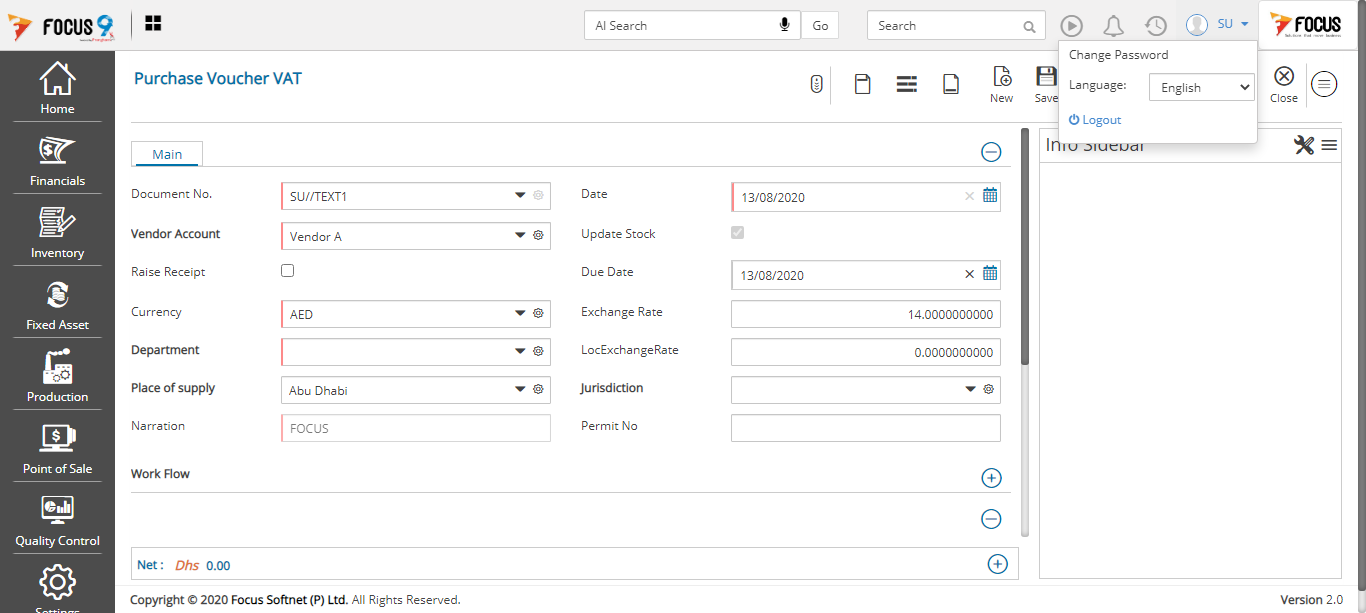 FOCUS 9
AI Search
Go
Search
SU
FOCUS
Change Password
Language:
English
Logout
Purchase Voucher VAT
New
Save
Close
Home
Financials
Inventory
Fixed Asset
Production
Point of Sale
Quality Control
Settings
Main
Info Sidebar
Document No.
SU//TEXT1
Date
13/08/2020
Vendor Account
Vendor A
Update Stock
Raise Receipt
Due Date
13/08/2020
Currency
AED
Exchange Rate
14.0000000000
Department
LocExchangeRate
0.0000000000
Place of supply
Abu Dhabi
Jurisdiction
Narration
FOCUS
Permit No
Work Flow
Net : Dhs 0.00
Copyright © 2020 Focus Softnet (P) Ltd. All Rights Reserved.
Version 2.0